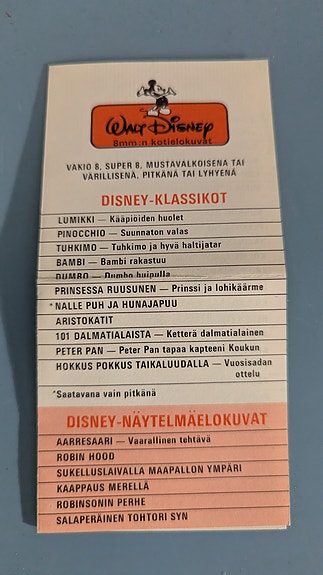 WALT DISNEY
8mm:n kotielokuvat
VAKIO 8, SUPER 8, MUSTAVALKOISENA TAI
VÄRILLISENÄ, PITKÄNÄ TAI LYHYENÄ
DISNEY-KLASSIKOT
LUMIKKI — Kääpiöiden huolet
PINOCCHIO — Suunnaton valas
TUHKIMO — Tuhkimo ja hyvä haltijatar
BAMBI — Bambi rakastuu
DUMBO — Dumbo huipulla
PRINSESSA RUUSUNEN — Prinssi ja lohikäärme
*NALLE PUH JA HUNAJAPUU
ARISTOKATIT
101 DALMATIALAISTA — Ketterä dalmatialainen
PETER PAN — Peter Pan tapaa kapteeni Koukun
HOKKUS POKKUS TAIKALUUDALLA — Vuosisadan
ottelu
*Saatavana vain pitkänä
DISNEY-NÄYTELMÄELOKUVAT
AARRESAARI — Vaarallinen tehtävä
ROBIN HOOD
SUKELLUSLAIVALLA MAAPALLON YMPÄRI
KAAPPAUS MERELLÄ
ROBINSONIN PERHE
SALAPERÄINEN TOHTORI SYN